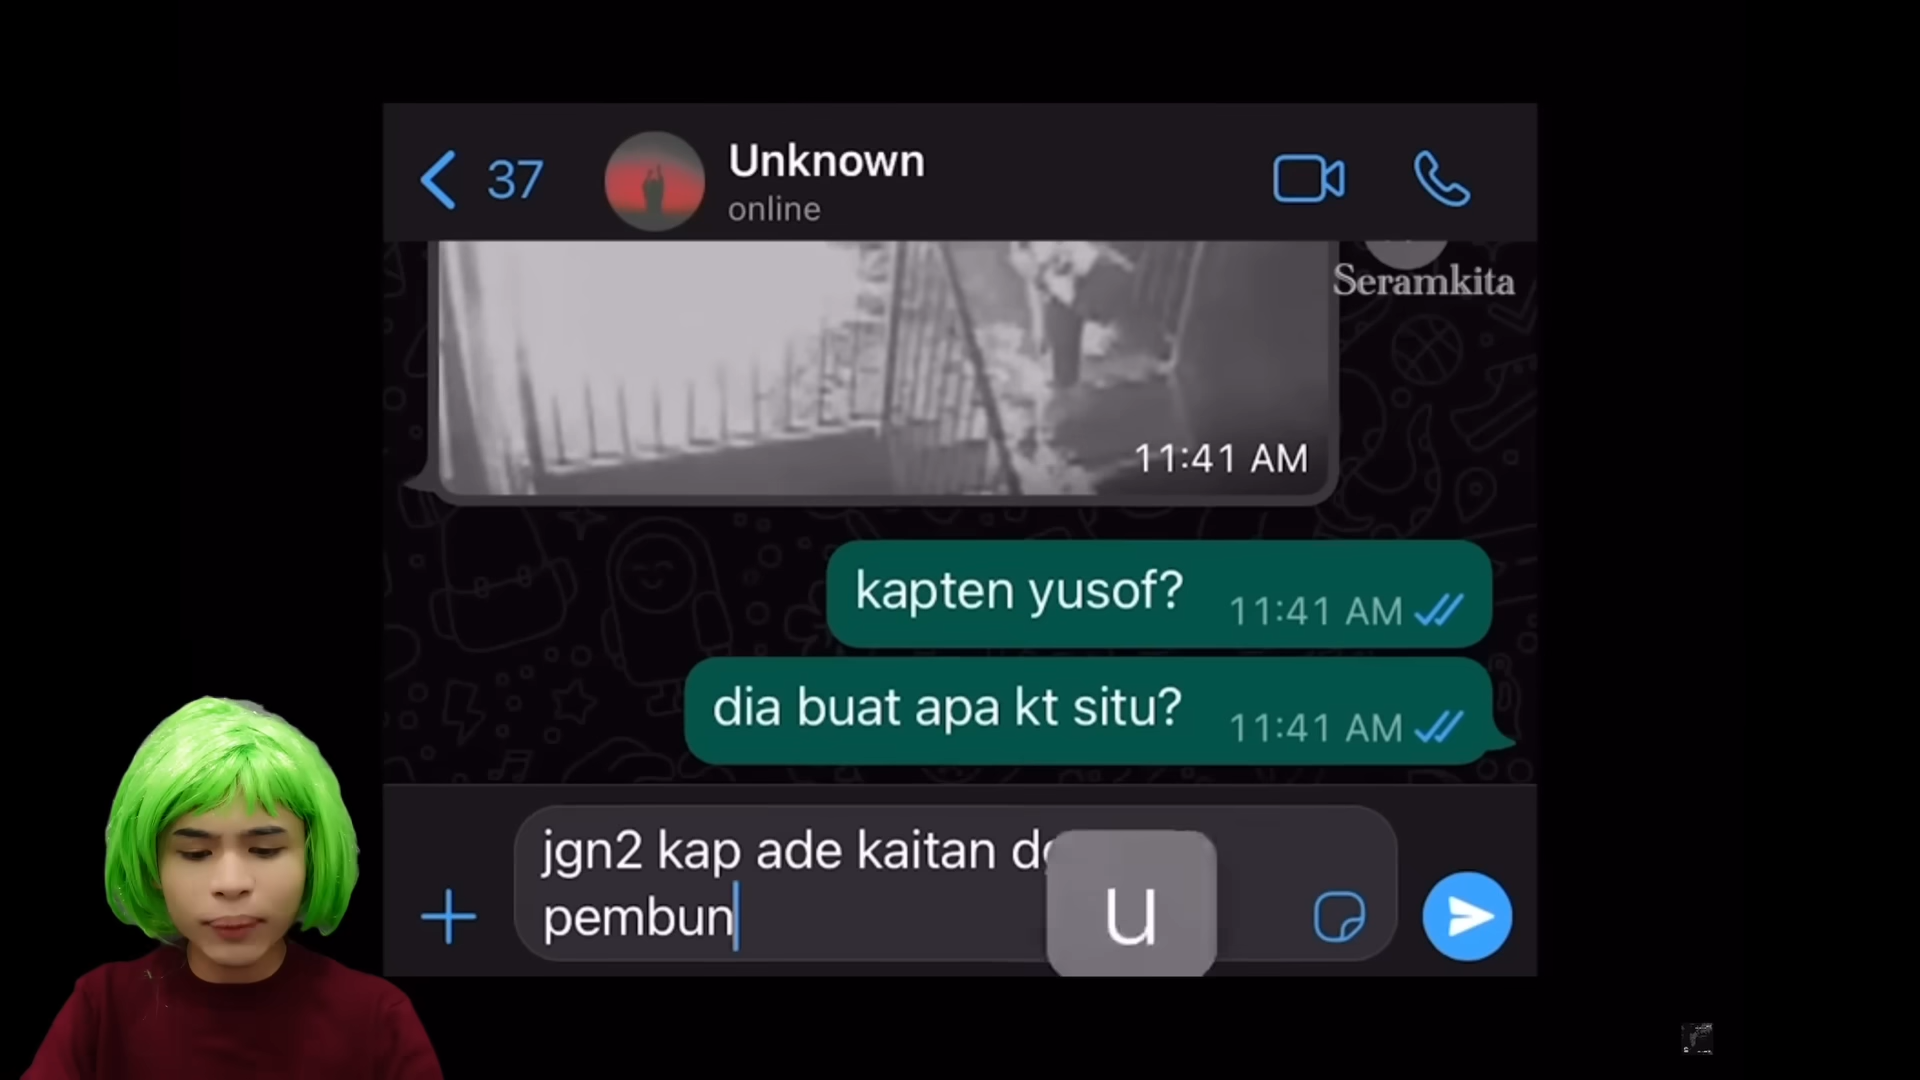 37
Unknown
online
Seramkita
11:41 AM
kapten yusof?
11:41 AM
dia buat apa kt situ?
11:41 AM
jgn2 kap ade kaitan
pembun
u